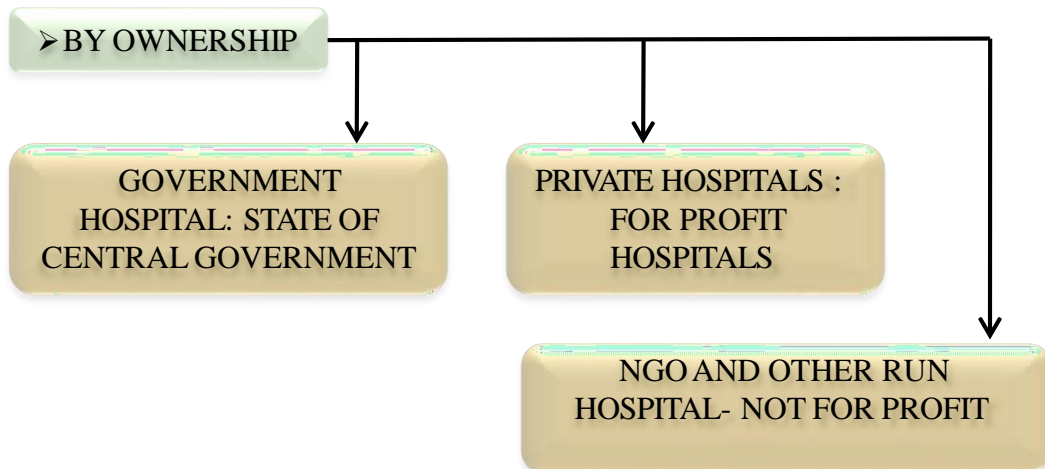 ➢BY OWNERSHIP
GOVERNMENT
HOSPITAL: STATE OF
CENTRAL GOVERNMENT
PRIVATE HOSPITALS :
FOR PROFIT
HOSPITALS
NGO AND OTHER RUN
HOSPITAL- NOT FOR PROFIT